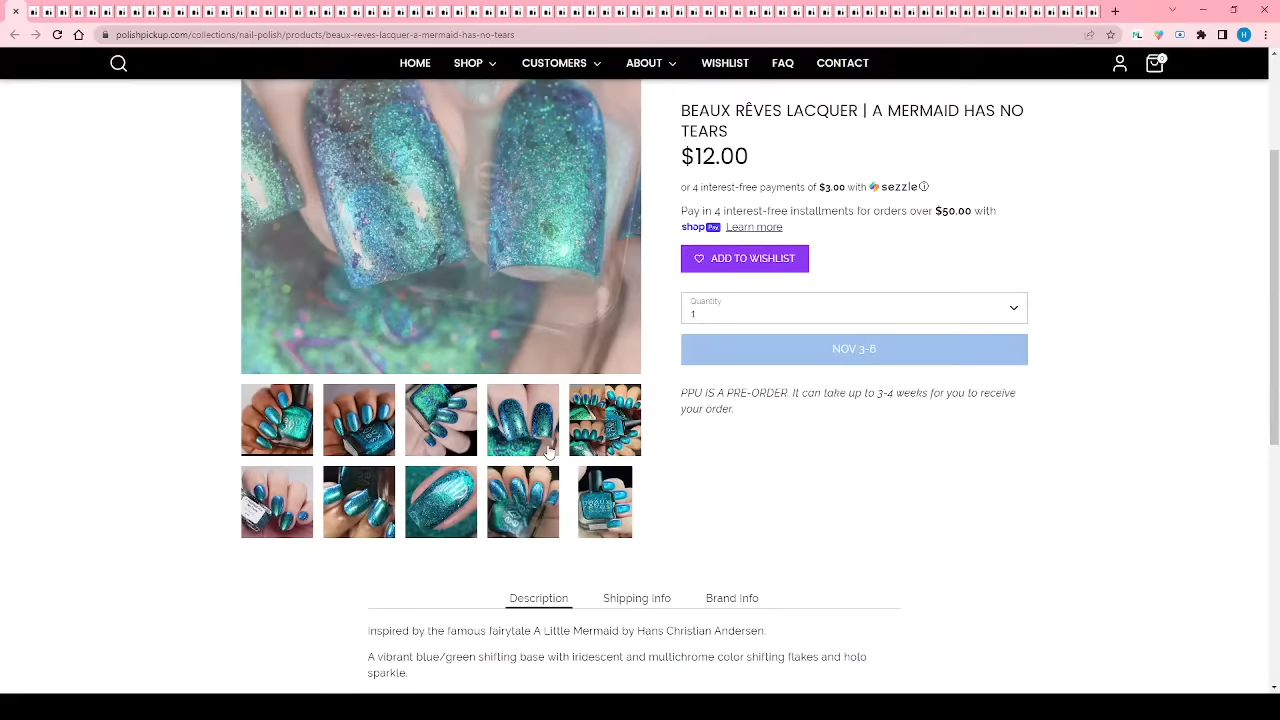 polishpickup.com/collections/nail-polish/products/beaux-reves-lacquer-a-mermaid-has-no-tears
HOME SHOP CUSTOMERS ABOUT WISHLIST FAQ CONTACT
0
BEAUX RÊVES LACQUER | A MERMAID HAS NO
TEARS
$12.00
or 4 interest-free payments of $3.00 with sezzle
Pay in 4 interest-free installments for orders over $50.00 with
shop Pay Learn more
ADD TO WISHLIST
Quantity
1
NOV 3-6
PPU IS A PRE-ORDER. It can take up to 3-4 weeks for you to receive
your order.
Description Shipping Info Brand Info
Inspired by the famous fairytale A Little Mermaid by Hans Christian Andersen.
A vibrant blue/green shifting base with iridescent and multichrome color shifting flakes and holo
sparkle.